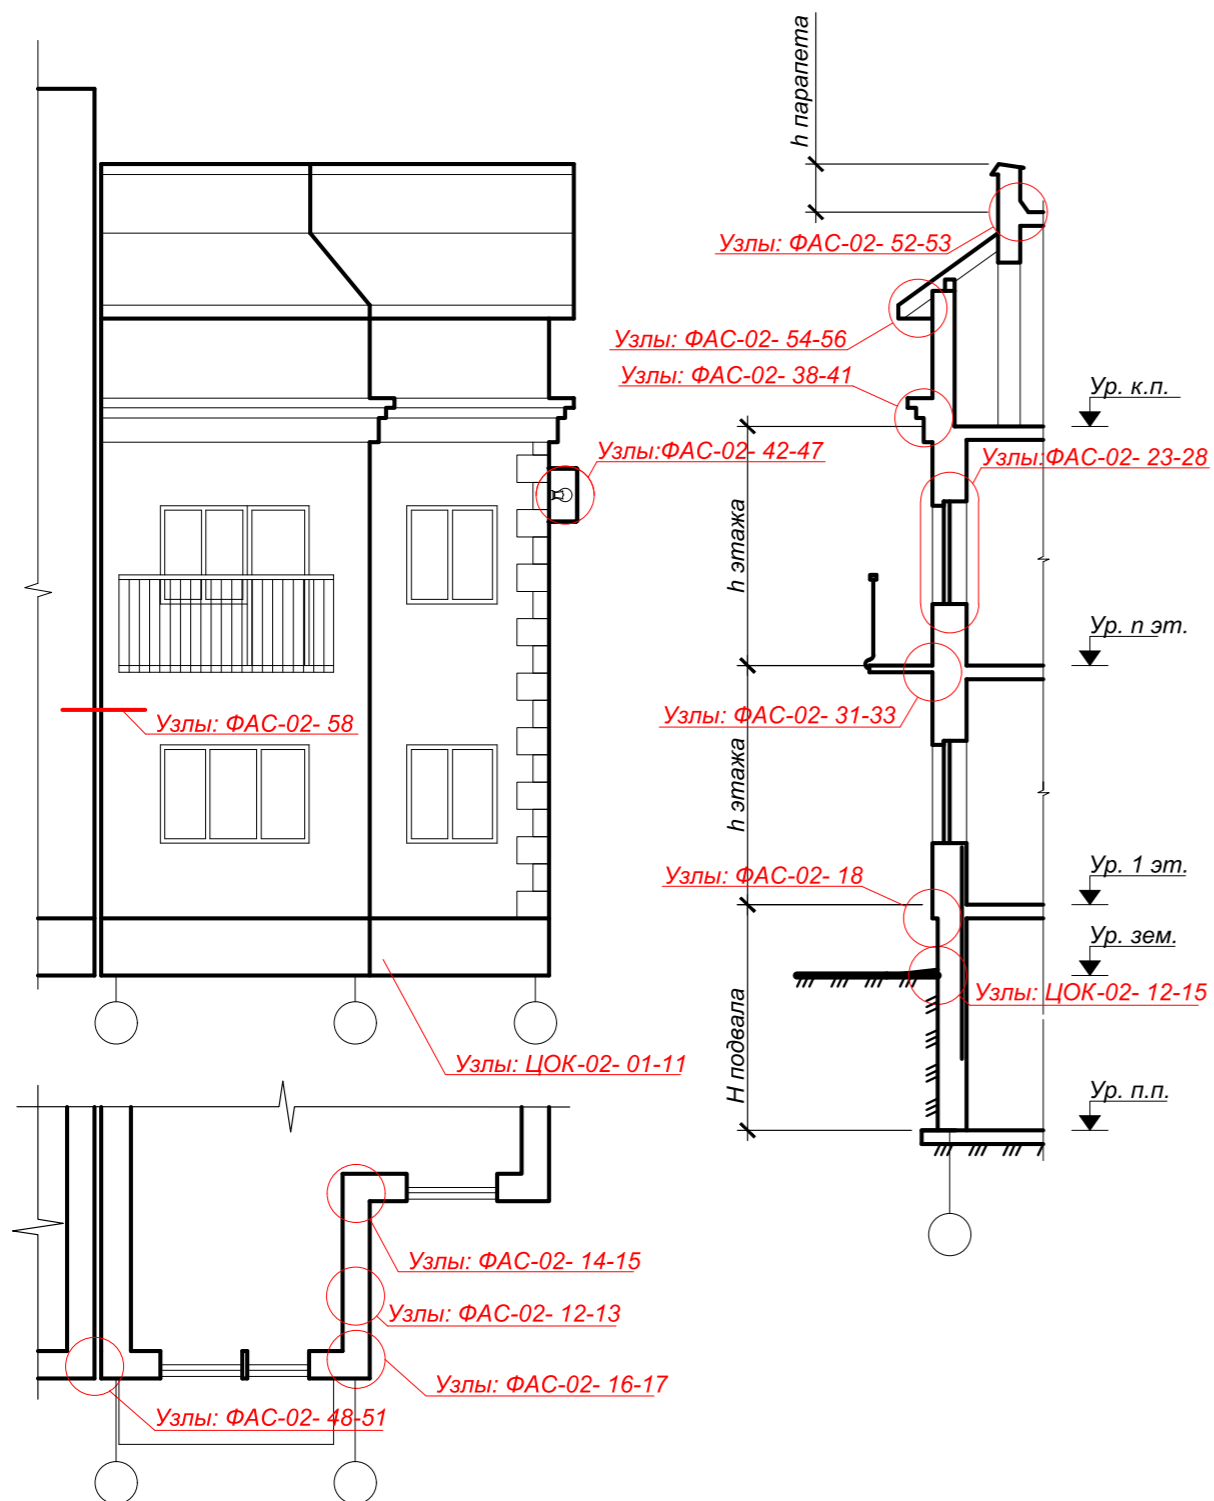 h парапета
Узлы: ФАС-02- 52-53
Узлы: ФАС-02- 54-56
Узлы: ФАС-02- 38-41
Ур. к.п.
Узлы:ФАС-02- 42-47
Узлы:ФАС-02- 23-28
h этажа
Ур. n эт.
Узлы: ФАС-02- 58
Узлы: ФАС-02- 31-33
h этажа
Узлы: ФАС-02- 18
Ур. 1 эт.
Ур. зем.
Узлы: ЦОК-02- 12-15
H подвала
Узлы: ЦОК-02- 01-11
Ур. п.п.
Узлы: ФАС-02- 14-15
Узлы: ФАС-02- 12-13
Узлы: ФАС-02- 16-17
Узлы: ФАС-02- 48-51